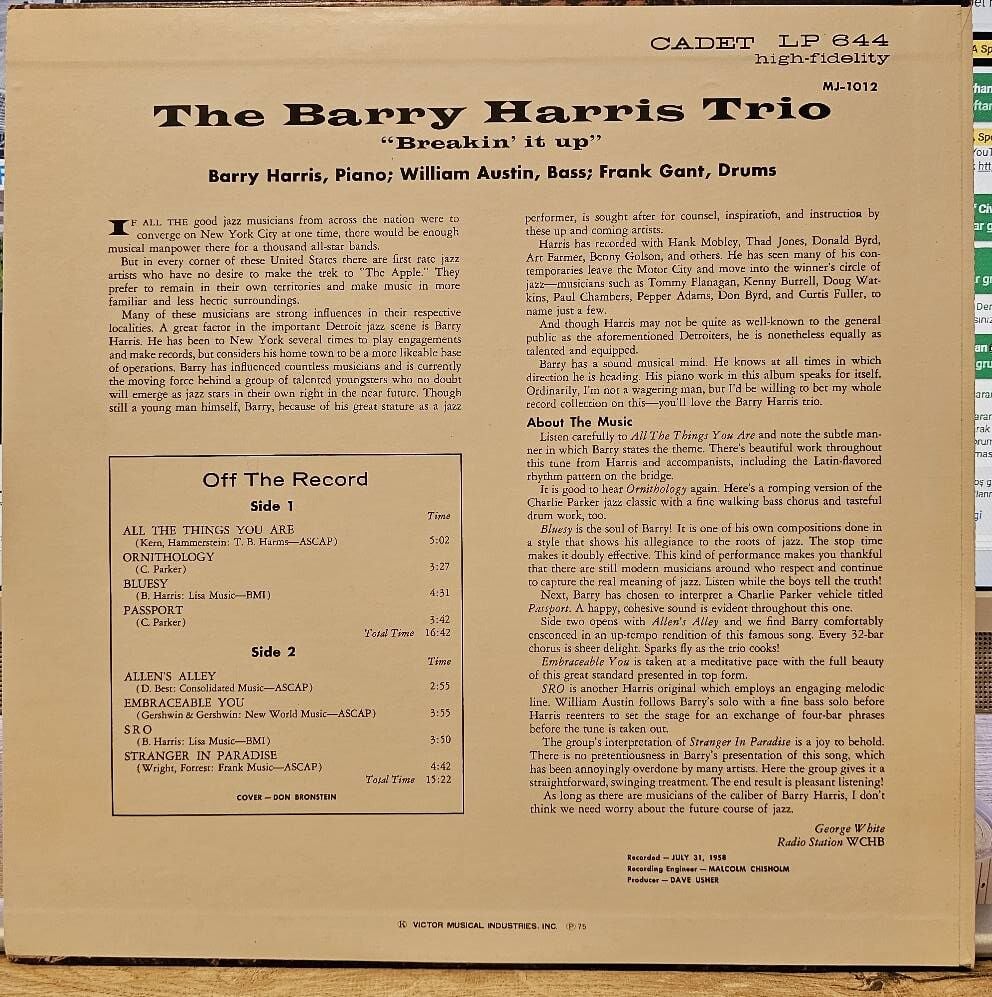 CADET LP 644
high-fidelity
MJ-1012
The Barry Harris Trio
"Breakin' it up"
Barry Harris, Piano; William Austin, Bass; Frank Gant, Drums
IF ALL THE good jazz musicians from across the nation were to
converge on New York City at one time, there would be enough
musical manpower there for a thousand all-star bands.
But in every corner of these United States there are first rate jazz
artists who have no desire to make the trek to "The Apple." They
prefer to remain in their own territories and make music in more
familiar and less hectic surroundings.
Many of these musicians are strong influences in their respective
localities. A great factor in the important Detroit jazz scene is Barry
Harris. He has been to New York several times to play engagements
and make records, but considers his home town to be a more likeable base
of operations. Barry has influenced countless musicians and is currently
the moving force behind a group of talented youngsters who no doubt
will emerge as jazz stars in their own right in the near future. Though
still a young man himself, Barry, because of his great stature as a jazz
performer, is sought after for counsel, inspiration, and instruction by
these up and coming artists.
Harris has recorded with Hank Mobley, Thad Jones, Donald Byrd,
Art Farmer, Benny Golson, and others. He has seen many of his con-
temporaries leave the Motor City and move into the winner's circle of
jazz—musicians such as Tommy Flanagan, Kenny Burrell, Doug Wat-
kins, Paul Chambers, Pepper Adams, Don Byrd, and Curtis Fuller, to
name just a few.
And though Harris may not be quite as well-known to the general
public as the aforementioned Detroiters, he is nonetheless equally as
talented and equipped.
Barry has a sound musical mind. He knows at all times in which
direction he is heading. His piano work in this album speaks for itself.
Ordinarily, I'm not a wagering man, but I'd be willing to bet my whole
record collection on this—you'll love the Barry Harris trio.
About The Music
Listen carefully to All The Things You Are and note the subtle man-
ner in which Barry states the theme. There's beautiful work throughout
this tune from Harris and accompanists, including the Latin-flavored
rhythm pattern on the bridge.
It is good to hear Ornithology again. Here's a romping version of the
Charlie Parker jazz classic with a fine walking bass chorus and tasteful
drum work, too.
Bluesy is the soul of Barry! It is one of his own compositions done in
a style that shows his allegiance to the roots of jazz. The stop time
makes it doubly effective. This kind of performance makes you thankful
that there are still modern musicians around who respect and continue
to capture the real meaning of jazz. Listen while the boys tell the truth!
Next, Barry has chosen to interpret a Charlie Parker vehicle titled
Passport. A happy, cohesive sound is evident throughout this one.
Side two opens with Allen's Alley and we find Barry comfortably
ensconced in an up-tempo rendition of this famous song. Every 32-bar
chorus is sheer delight. Sparks fly as the trio cooks!
Embraceable You is taken at a meditative pace with the full beauty
of this great standard presented in top form.
SRO is another Harris original which employs an engaging melodic
line. William Austin follows Barry's solo with a fine bass solo before
Harris reenters to set the stage for an exchange of four-bar phrases
before the tune is taken out.
The group's interpretation of Stranger In Paradise is a joy to behold.
There is no pretentiousness in Barry's presentation of this song, which
has been annoyingly overdone by many artists. Here the group gives it a
straightforward, swinging treatment. The end result is pleasant listening!
As long as there are musicians of the caliber of Barry Harris, I don't
think we need worry about the future course of jazz.
George White
Radio Station WCHB
Recorded — JULY 31, 1958
Recording Engineer — MALCOLM CHISHOLM
Producer — DAVE USHER
Off The Record
Side 1
Time
ALL THE THINGS YOU ARE
(Kern, Hammerstein: T. B. Harms—ASCAP) 5:02
ORNITHOLOGY
(C. Parker) 3:27
BLUESY
(B. Harris: Lisa Music—BMI) 4:31
PASSPORT
(C. Parker) 3:42
Total Time 16:42
Side 2
Time
ALLEN'S ALLEY
(D. Best: Consolidated Music—ASCAP) 2:55
EMBRACEABLE YOU
(Gershwin & Gershwin: New World Music—ASCAP) 3:55
SRO
(B. Harris: Lisa Music—BMI) 3:50
STRANGER IN PARADISE
(Wright, Forrest: Frank Music—ASCAP) 4:42
Total Time 15:22
COVER — DON BRONSTEIN
Ⓚ VICTOR MUSICAL INDUSTRIES, INC. Ⓟ 75